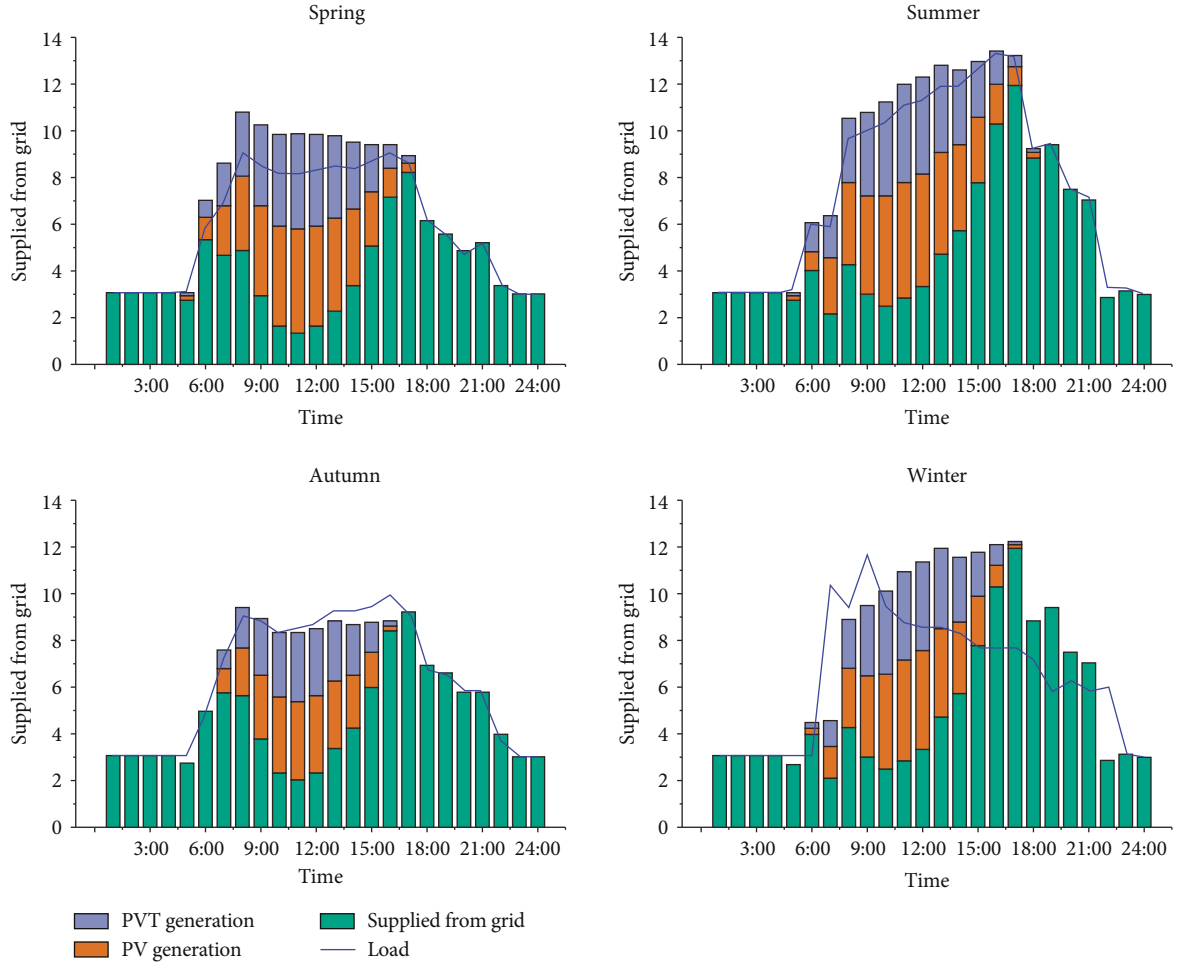 Spring
Supplied from grid
14
12
10
8
6
4
2
0
3:00 6:00 9:00 12:00 15:00 18:00 21:00 24:00
Time
Summer
Supplied from grid
14
12
10
8
6
4
2
0
3:00 6:00 9:00 12:00 15:00 18:00 21:00 24:00
Time
Autumn
Supplied from grid
14
12
10
8
6
4
2
0
3:00 6:00 9:00 12:00 15:00 18:00 21:00 24:00
Time
Winter
Supplied from grid
14
12
10
8
6
4
2
0
3:00 6:00 9:00 12:00 15:00 18:00 21:00 24:00
Time
PVT generation
PV generation
Supplied from grid
Load